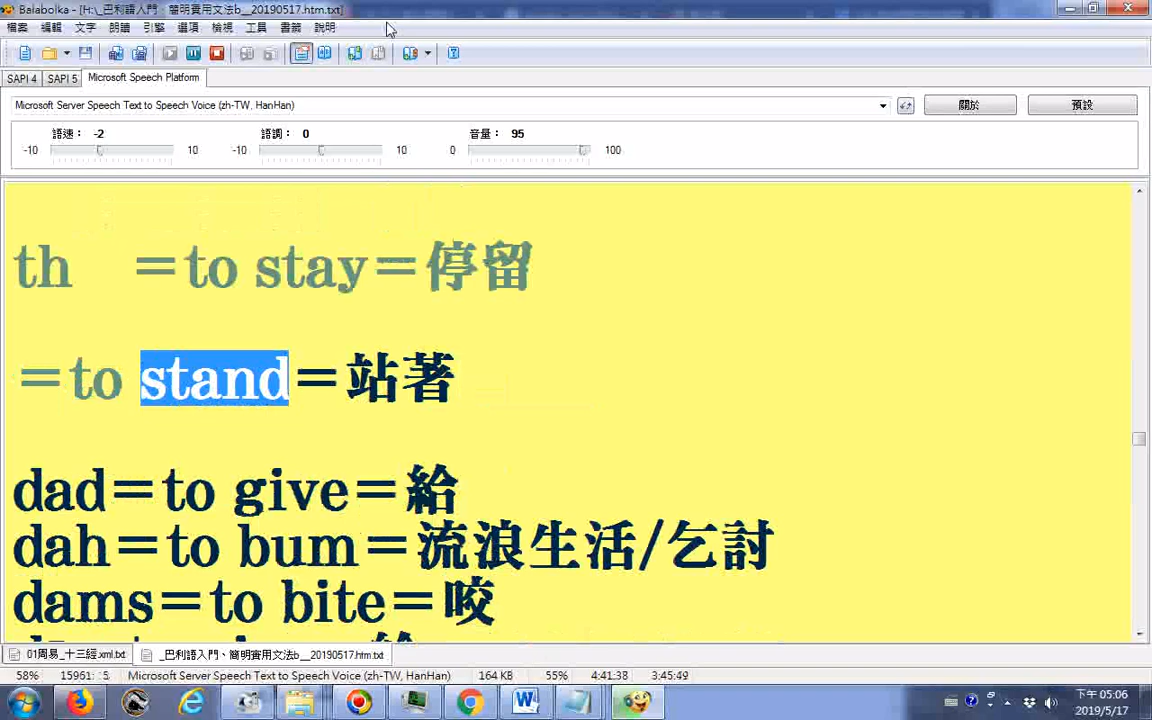 Balabolka - [H:\_巴利語入門﹑簡明實用文法b__20190517.htm.txt]
檔案 編輯 文字 朗讀 引擎 選項 檢視 工具 書籤 說明
SAPI 4 SAPI 5 Microsoft Speech Platform
Microsoft Server Speech Text to Speech Voice (zh-TW, HanHan) 關於 預設
語速： -2 語調： 0 音量： 95
-10 10 -10 10 0 100
th ＝to stay＝停留
＝to stand＝站著
dad＝to give＝給
dah＝to bum＝流浪生活/乞討
dams＝to bite＝咬
01周易_十三經.xml.txt _巴利語入門﹑簡明實用文法b__20190517.htm.txt
58% Microsoft Server Speech Text to Speech Voice (zh-TW, HanHan) 164 KB 55% 4:41:38 3:45:49
下午 05:06
2019/5/17